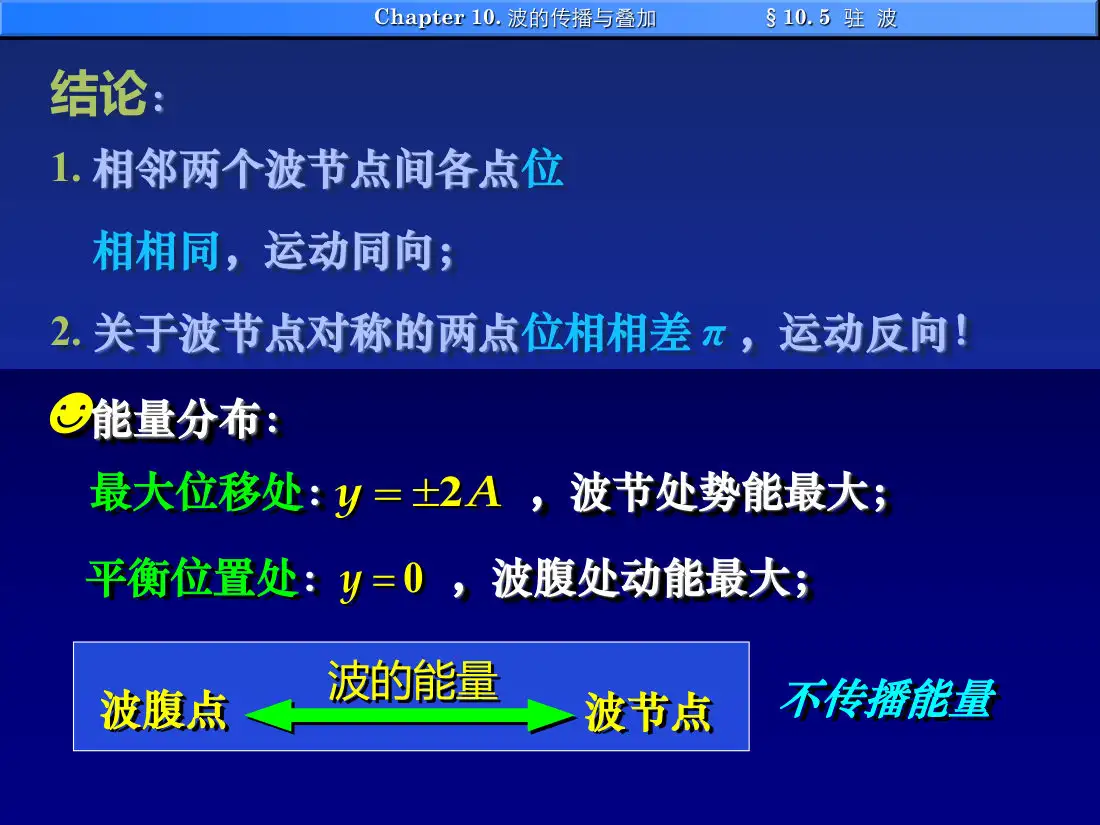 Chapter 10. 波的传播与叠加 § 10. 5 驻 波
结论：
1. 相邻两个波节点间各点位
相相同，运动同向；
2. 关于波节点对称的两点位相相差 π ，运动反向！
能量分布：
最大位移处：y = ±2A ，波节处势能最大；
平衡位置处：y = 0 ，波腹处动能最大；
波的能量
波腹点 波节点
不传播能量